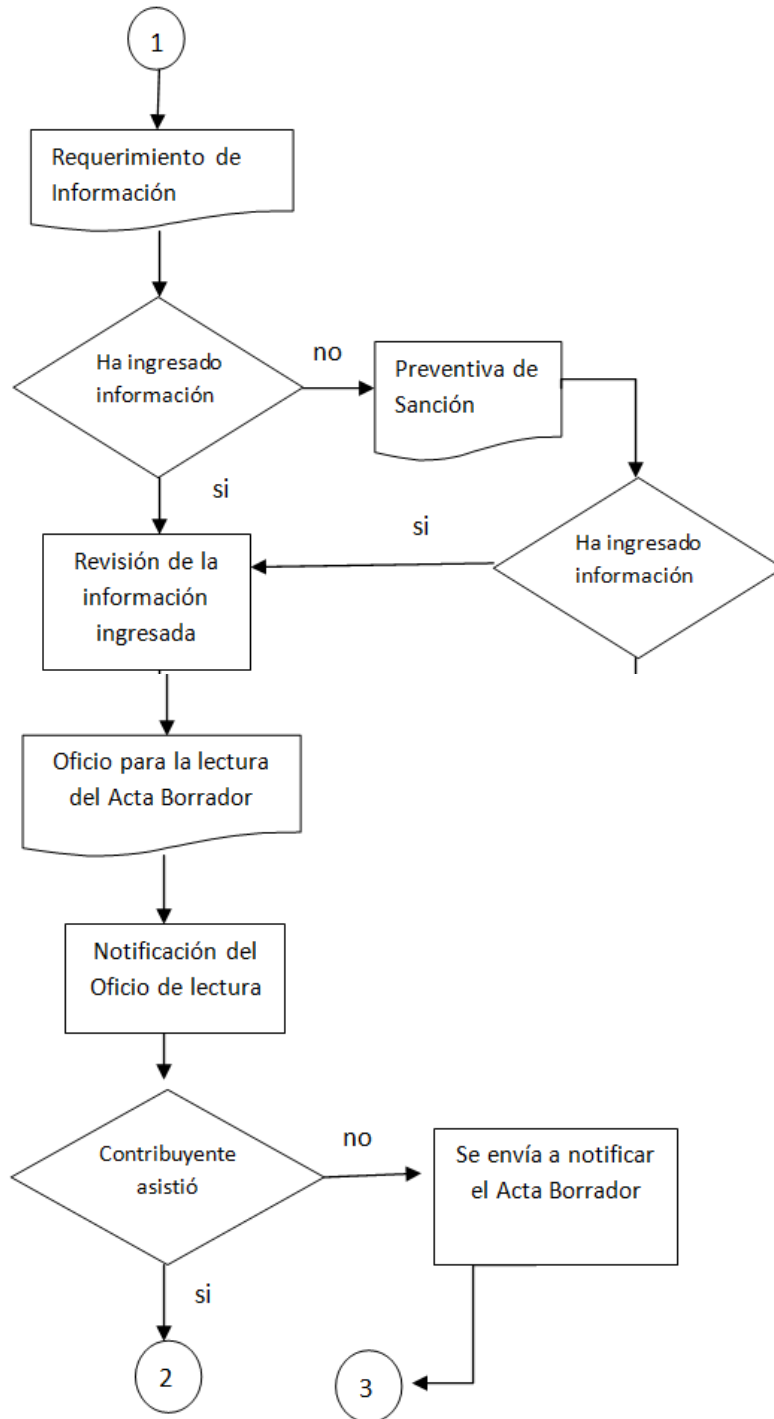 1
Requerimiento de
Información
Ha ingresado
información
no
Preventiva de
Sanción
si
si
Ha ingresado
información
Revisión de la
información
ingresada
Oficio para la lectura
del Acta Borrador
Notificación del
Oficio de lectura
Contribuyente
asistió
no
Se envía a notificar
el Acta Borrador
si
2
3